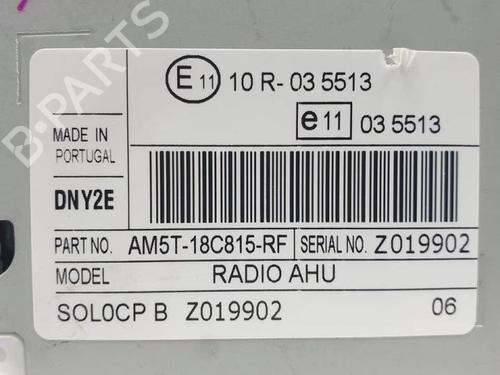 E 11 10 R- 03 5513
e 11 03 5513
MADE IN
PORTUGAL
DNY2E
PART NO. AM5T-18C815-RF SERIAL NO. Z019902
MODEL RADIO AHU
SOL0CP B Z019902 06
B-PARTS